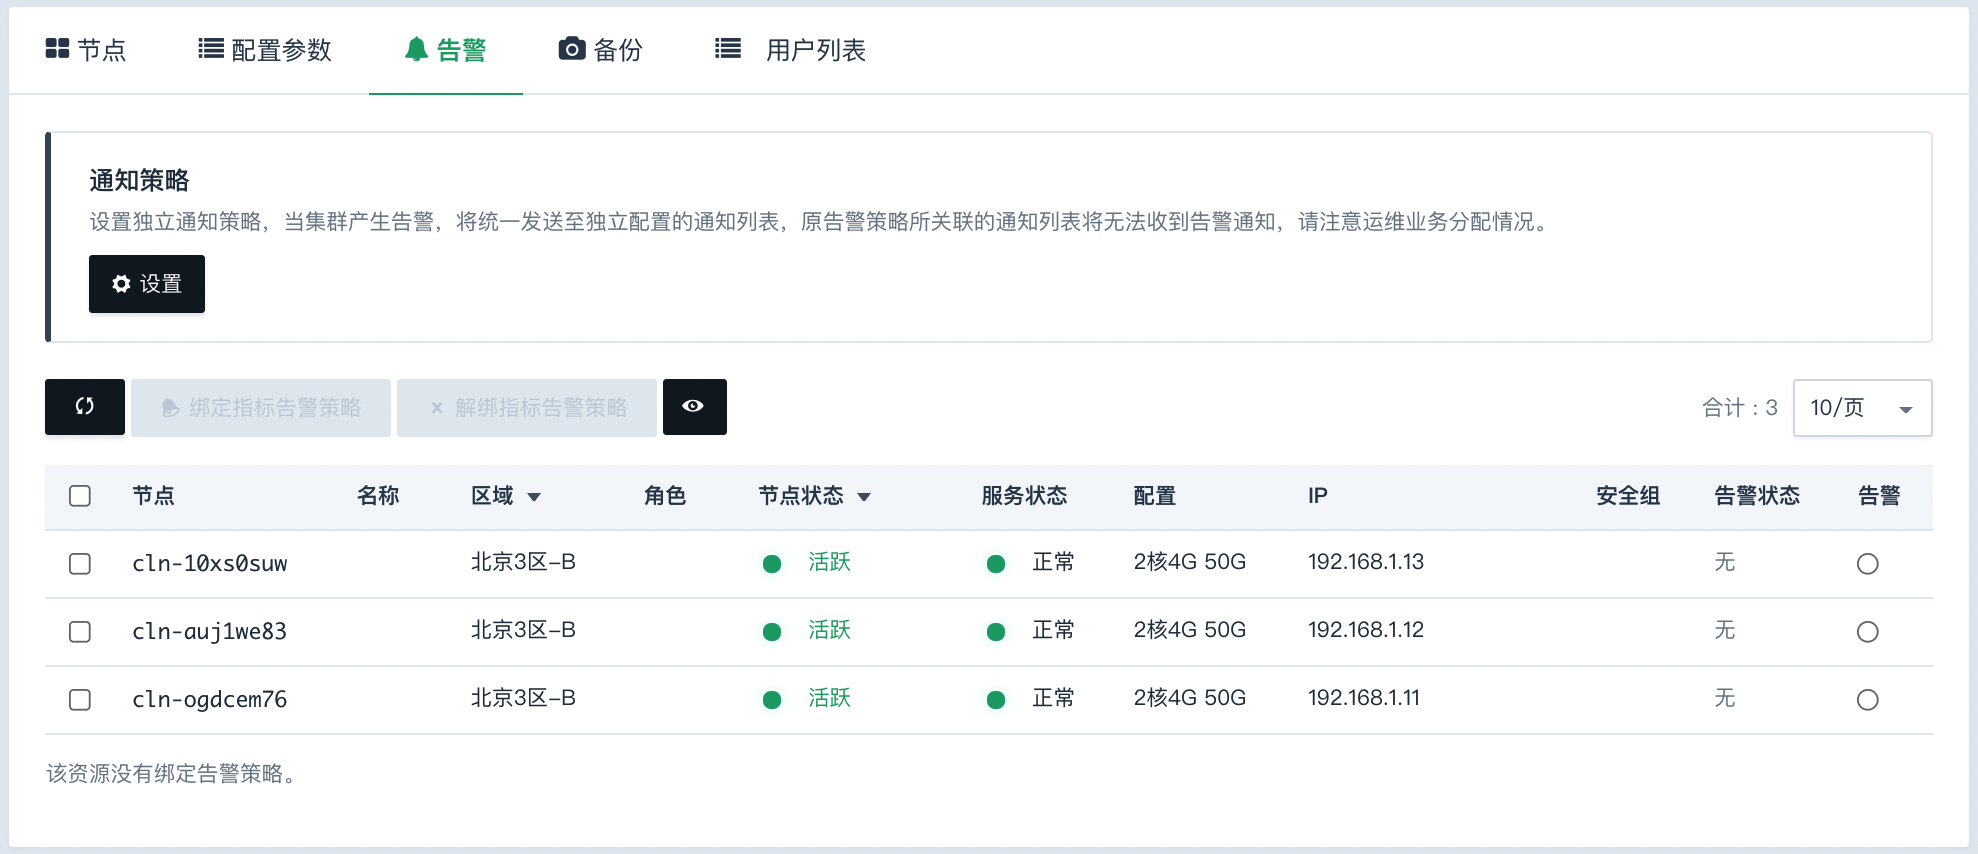 节点 配置参数 告警 备份 用户列表
通知策略
设置独立通知策略，当集群产生告警，将统一发送至独立配置的通知列表，原告警策略所关联的通知列表将无法收到告警通知，请注意运维业务分配情况。
设置
绑定指标告警策略 × 解绑指标告警策略 合计：3 10/页
节点 名称 区域 角色 节点状态 服务状态 配置 IP 安全组 告警状态 告警
cln-10xs0suw 北京3区-B 活跃 正常 2核4G 50G 192.168.1.13 无
cln-auj1we83 北京3区-B 活跃 正常 2核4G 50G 192.168.1.12 无
cln-ogdcem76 北京3区-B 活跃 正常 2核4G 50G 192.168.1.11 无
该资源没有绑定告警策略。